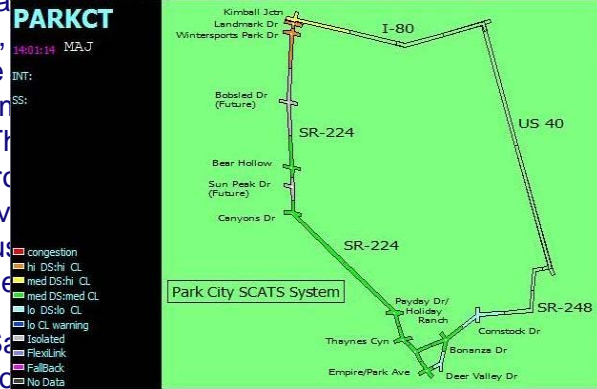 PARKCT
14:01:14 MAJ
INT:
SS:
congestion
hi DS:hi CL
med DS:hi CL
med DS:med CL
lo DS:lo CL
lo CL warning
Isolated
FlexiLink
FallBack
No Data
Kimball Jctn
Landmark Dr
Wintersports Park Dr
I-80
Bobsled Dr
(Future)
US 40
SR-224
Bear Hollow
Sun Peak Dr
(Future)
Canyons Dr
SR-224
Park City SCATS System
Payday Dr/
Holiday
Ranch
SR-248
Comstock Dr
Thaynes Cyn
Bonanza Dr
Empire/Park Ave
Deer Valley Dr